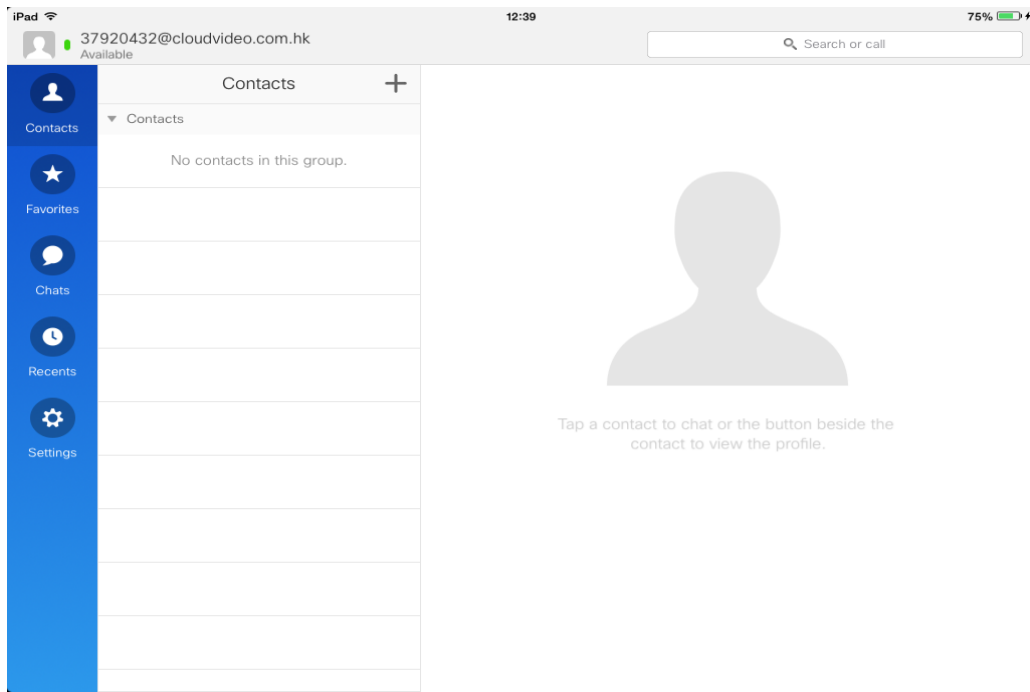 iPad 12:39 75%
37920432@cloudvideo.com.hk
Available
Search or call
Contacts
Favorites
Chats
Recents
Settings
Contacts
Contacts
No contacts in this group.
Tap a contact to chat or the button beside the
contact to view the profile.